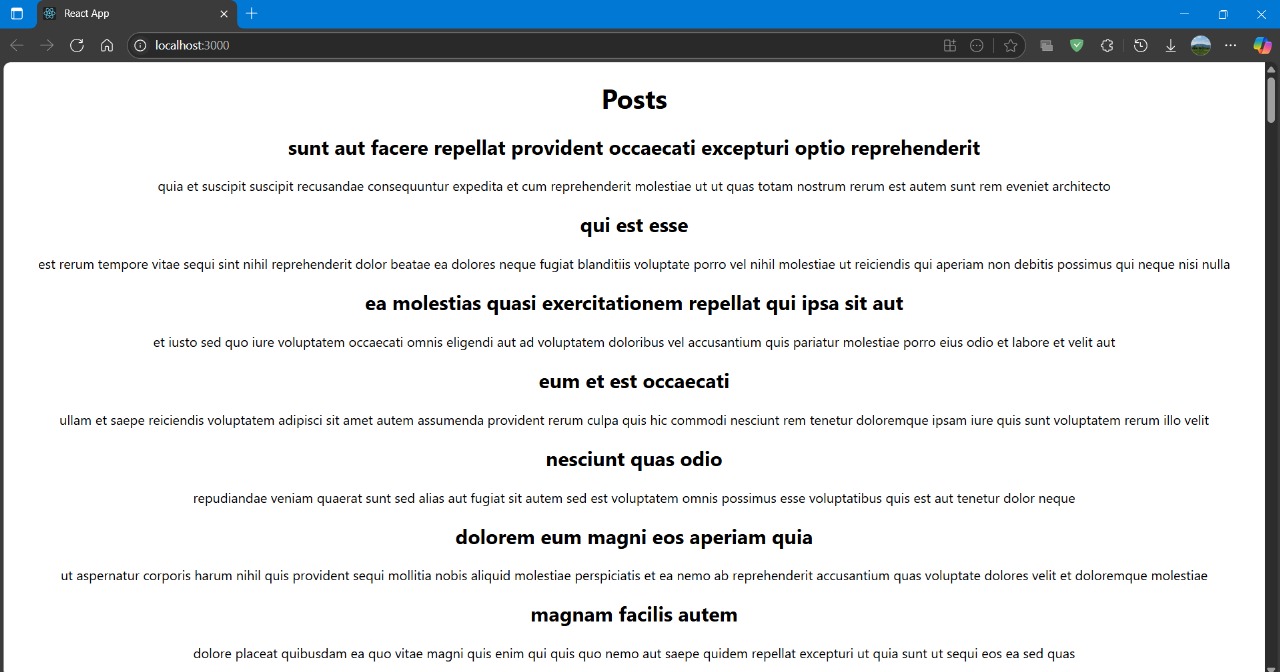 React App
localhost:3000
Posts
sunt aut facere repellat provident occaecati excepturi optio reprehenderit
quia et suscipit suscipit recusandae consequuntur expedita et cum reprehenderit molestiae ut ut quas totam nostrum rerum est autem sunt rem eveniet architecto
qui est esse
est rerum tempore vitae sequi sint nihil reprehenderit dolor beatae ea dolores neque fugiat blanditiis voluptate porro vel nihil molestiae ut reiciendis qui aperiam non debitis possimus qui neque nisi nulla
ea molestias quasi exercitationem repellat qui ipsa sit aut
et iusto sed quo iure voluptatem occaecati omnis eligendi aut ad voluptatem doloribus vel accusantium quis pariatur molestiae porro eius odio et labore et velit aut
eum et est occaecati
ullam et saepe reiciendis voluptatem adipisci sit amet autem assumenda provident rerum culpa quis hic commodi nesciunt rem tenetur doloremque ipsam iure quis sunt voluptatem rerum illo velit
nesciunt quas odio
repudiandae veniam quaerat sunt sed alias aut fugiat sit autem sed est voluptatem omnis possimus esse voluptatibus quis est aut tenetur dolor neque
dolorem eum magni eos aperiam quia
ut aspernatur corporis harum nihil quis provident sequi mollitia nobis aliquid molestiae perspiciatis et ea nemo ab reprehenderit accusantium quas voluptate dolores velit et doloremque molestiae
magnam facilis autem
dolore placeat quibusdam ea quo vitae magni quis enim qui quis quo nemo aut saepe quidem repellat excepturi ut quia sunt ut sequi eos ea sed quas